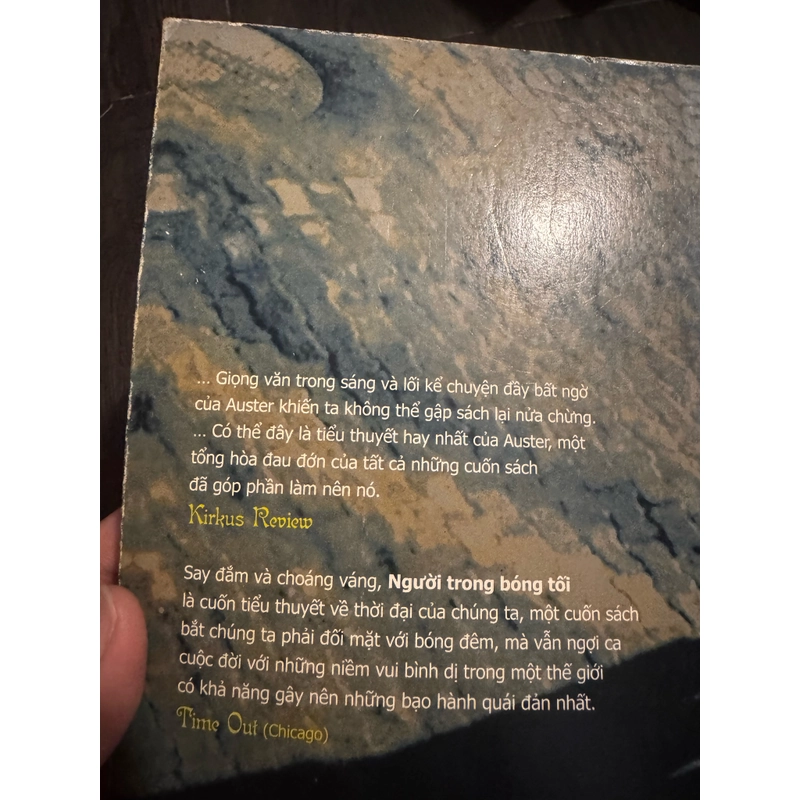 ... Giọng văn trong sáng và lối kể chuyện đầy bất ngờ
của Auster khiến ta không thể gập sách lại nửa chừng.
... Có thể đây là tiểu thuyết hay nhất của Auster, một
tổng hòa đau đớn của tất cả những cuốn sách
đã góp phần làm nên nó.
Kirkus Review
Say đắm và choáng váng, Người trong bóng tối
là cuốn tiểu thuyết về thời đại của chúng ta, một cuốn sách
bắt chúng ta phải đối mặt với bóng đêm, mà vẫn ngợi ca
cuộc đời với những niềm vui bình dị trong một thế giới
có khả năng gây nên những bạo hành quái đản nhất.
Time Out (Chicago)